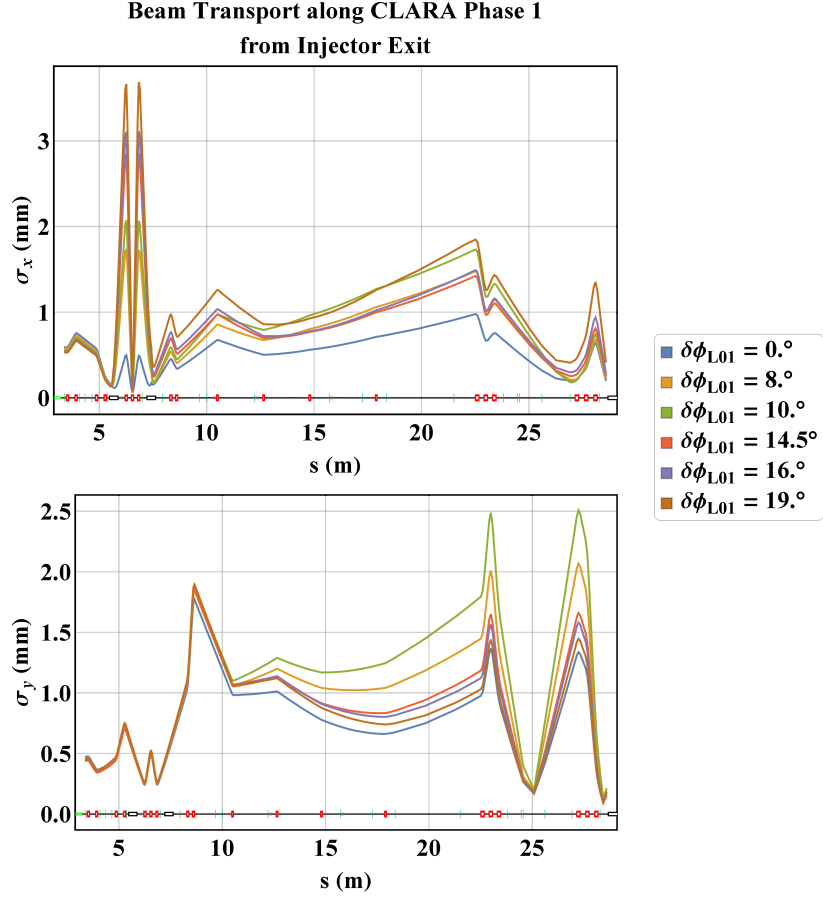 Beam Transport along CLARA Phase 1
from Injector Exit
3
2
1
0
σx (mm)
5 10 15 20 25
s (m)
δϕL01 = 0.°
δϕL01 = 8.°
δϕL01 = 10.°
δϕL01 = 14.5°
δϕL01 = 16.°
δϕL01 = 19.°
2.5
2.0
1.5
1.0
0.5
0.0
σy (mm)
5 10 15 20 25
s (m)